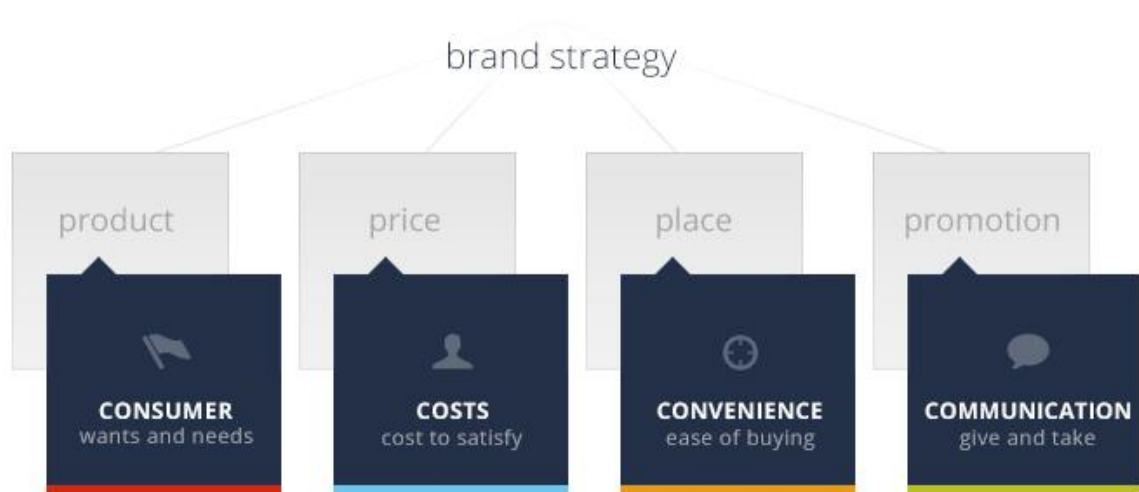 brand strategy
product
price
place
promotion
CONSUMER
wants and needs
COSTS
cost to satisfy
CONVENIENCE
ease of buying
COMMUNICATION
give and take